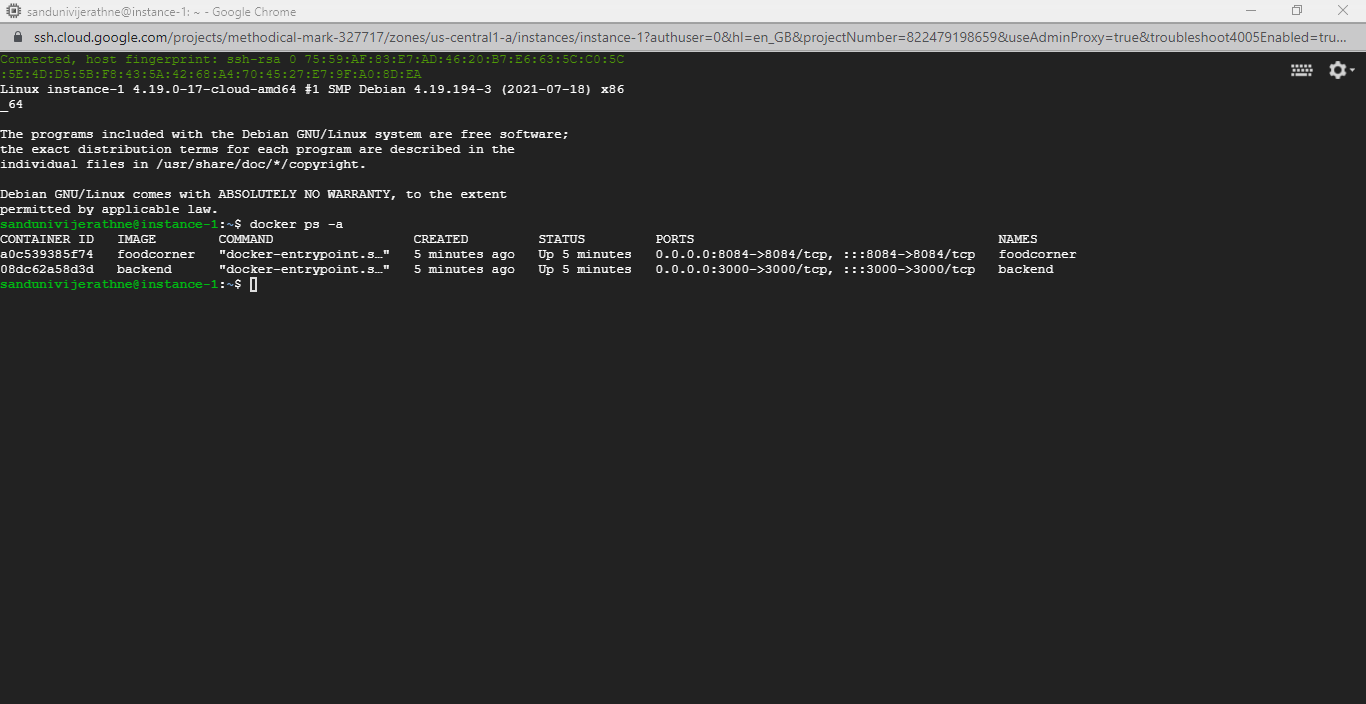 sandunivijerathne@instance-1: ~ - Google Chrome
ssh.cloud.google.com/projects/methodical-mark-327717/zones/us-central1-a/instances/instance-1?authuser=0&hl=en_GB&projectNumber=822479198659&useAdminProxy=true&troubleshoot4005Enabled=tru...
Connected, host fingerprint: ssh-rsa 0 75:59:AF:83:E7:AD:46:20:B7:E6:63:5C:C0:5C
:5E:4D:D5:5B:F8:43:5A:42:68:A4:70:45:27:E7:9F:A0:8D:EA
Linux instance-1 4.19.0-17-cloud-amd64 #1 SMP Debian 4.19.194-3 (2021-07-18) x86
_64
The programs included with the Debian GNU/Linux system are free software;
the exact distribution terms for each program are described in the
individual files in /usr/share/doc/*/copyright.
Debian GNU/Linux comes with ABSOLUTELY NO WARRANTY, to the extent
permitted by applicable law.
sandunivijerathne@instance-1:~$ docker ps -a
CONTAINER ID   IMAGE        COMMAND                  CREATED         STATUS         PORTS                                       NAMES
a0c539385f74   foodcorner   "docker-entrypoint.s…"   5 minutes ago   Up 5 minutes   0.0.0.0:8084->8084/tcp, :::8084->8084/tcp   foodcorner
08dc62a58d3d   backend      "docker-entrypoint.s…"   5 minutes ago   Up 5 minutes   0.0.0.0:3000->3000/tcp, :::3000->3000/tcp   backend
sandunivijerathne@instance-1:~$